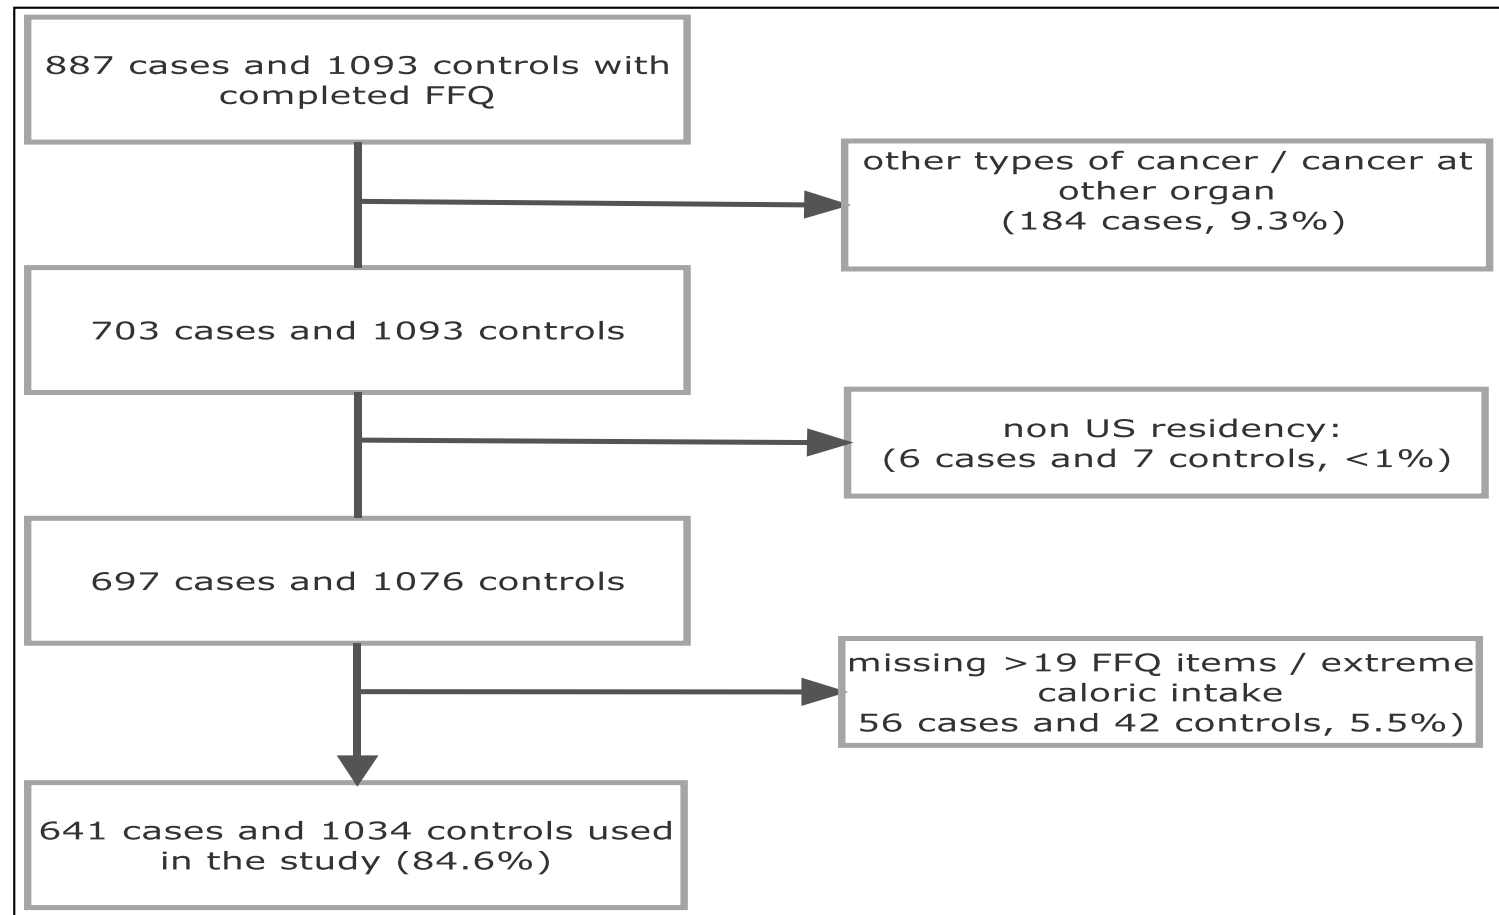 887 cases and 1093 controls with
completed FFQ
other types of cancer / cancer at
other organ
(184 cases, 9.3%)
703 cases and 1093 controls
non US residency:
(6 cases and 7 controls, <1%)
697 cases and 1076 controls
missing >19 FFQ items / extreme
caloric intake
56 cases and 42 controls, 5.5%)
641 cases and 1034 controls used
in the study (84.6%)